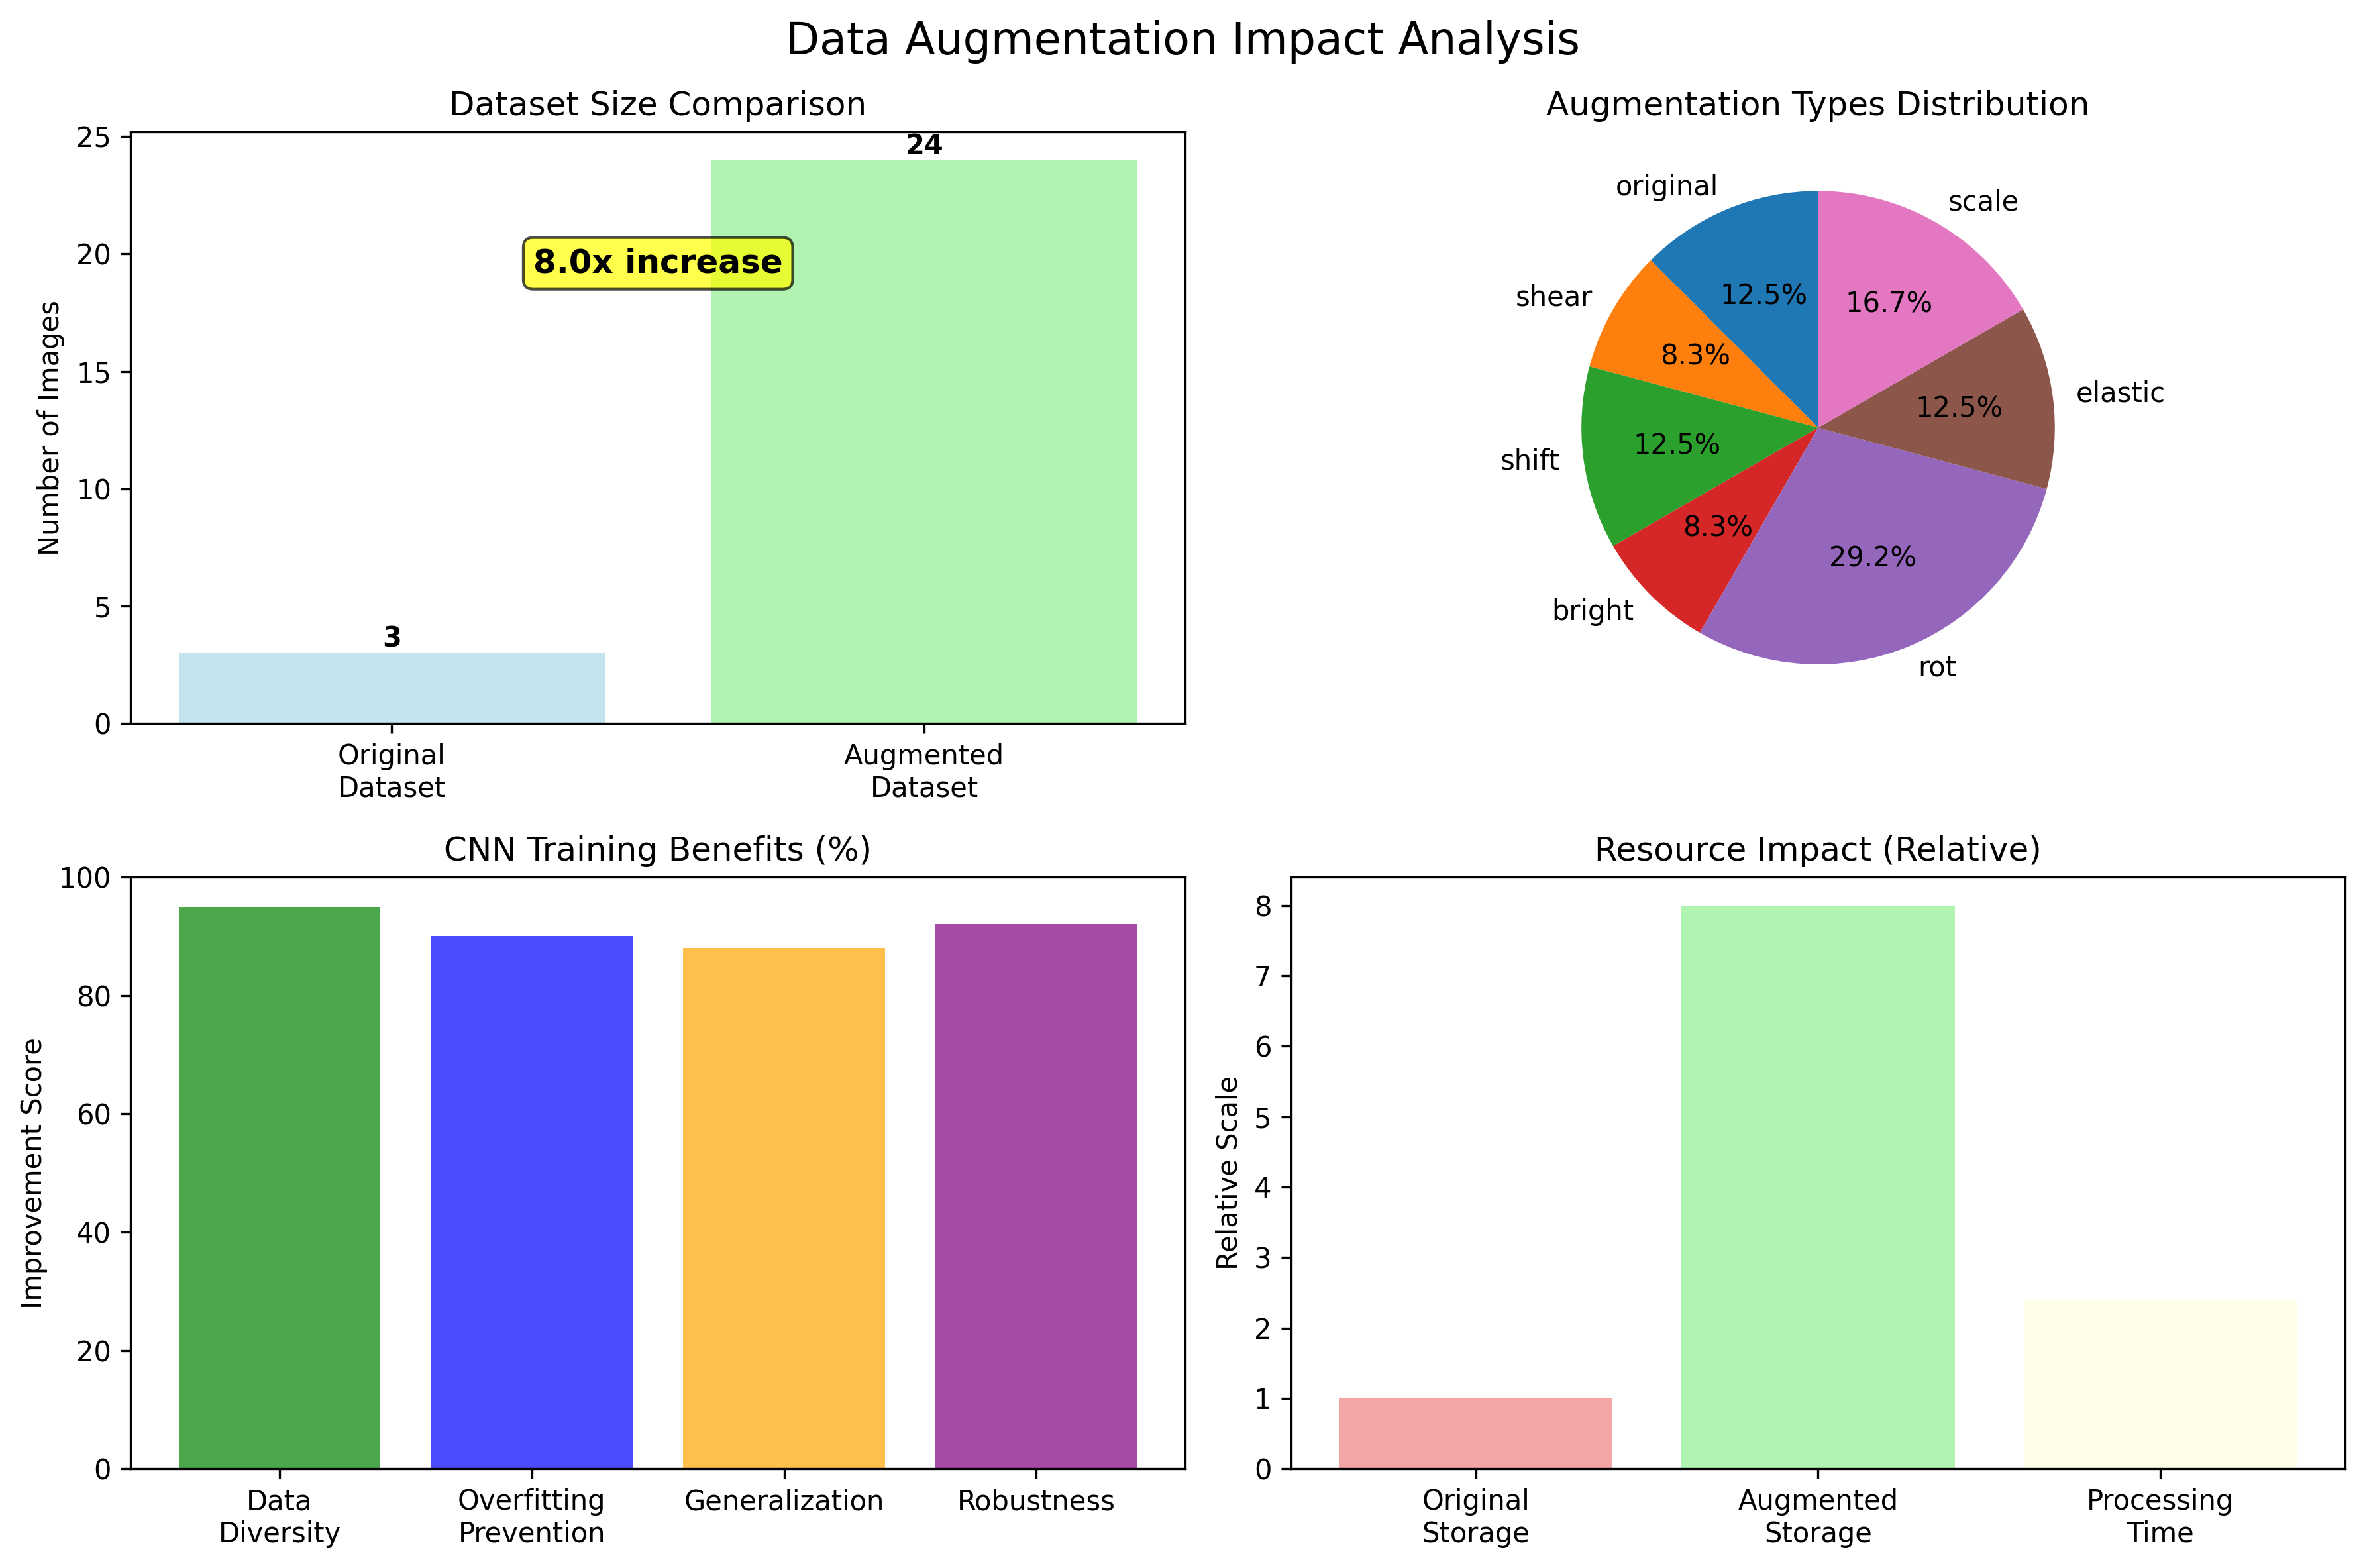 Data Augmentation Impact Analysis
Dataset Size Comparison
25
20
15
10
5
0
Number of Images
3
24
8.0x increase
Original
Dataset
Augmented
Dataset
Augmentation Types Distribution
original
scale
shear
elastic
shift
bright
rot
12.5%
16.7%
8.3%
12.5%
12.5%
8.3%
29.2%
CNN Training Benefits (%)
100
80
60
40
20
0
Improvement Score
Data
Diversity
Overfitting
Prevention
Generalization
Robustness
Resource Impact (Relative)
8
7
6
5
4
3
2
1
0
Relative Scale
Original
Storage
Augmented
Storage
Processing
Time